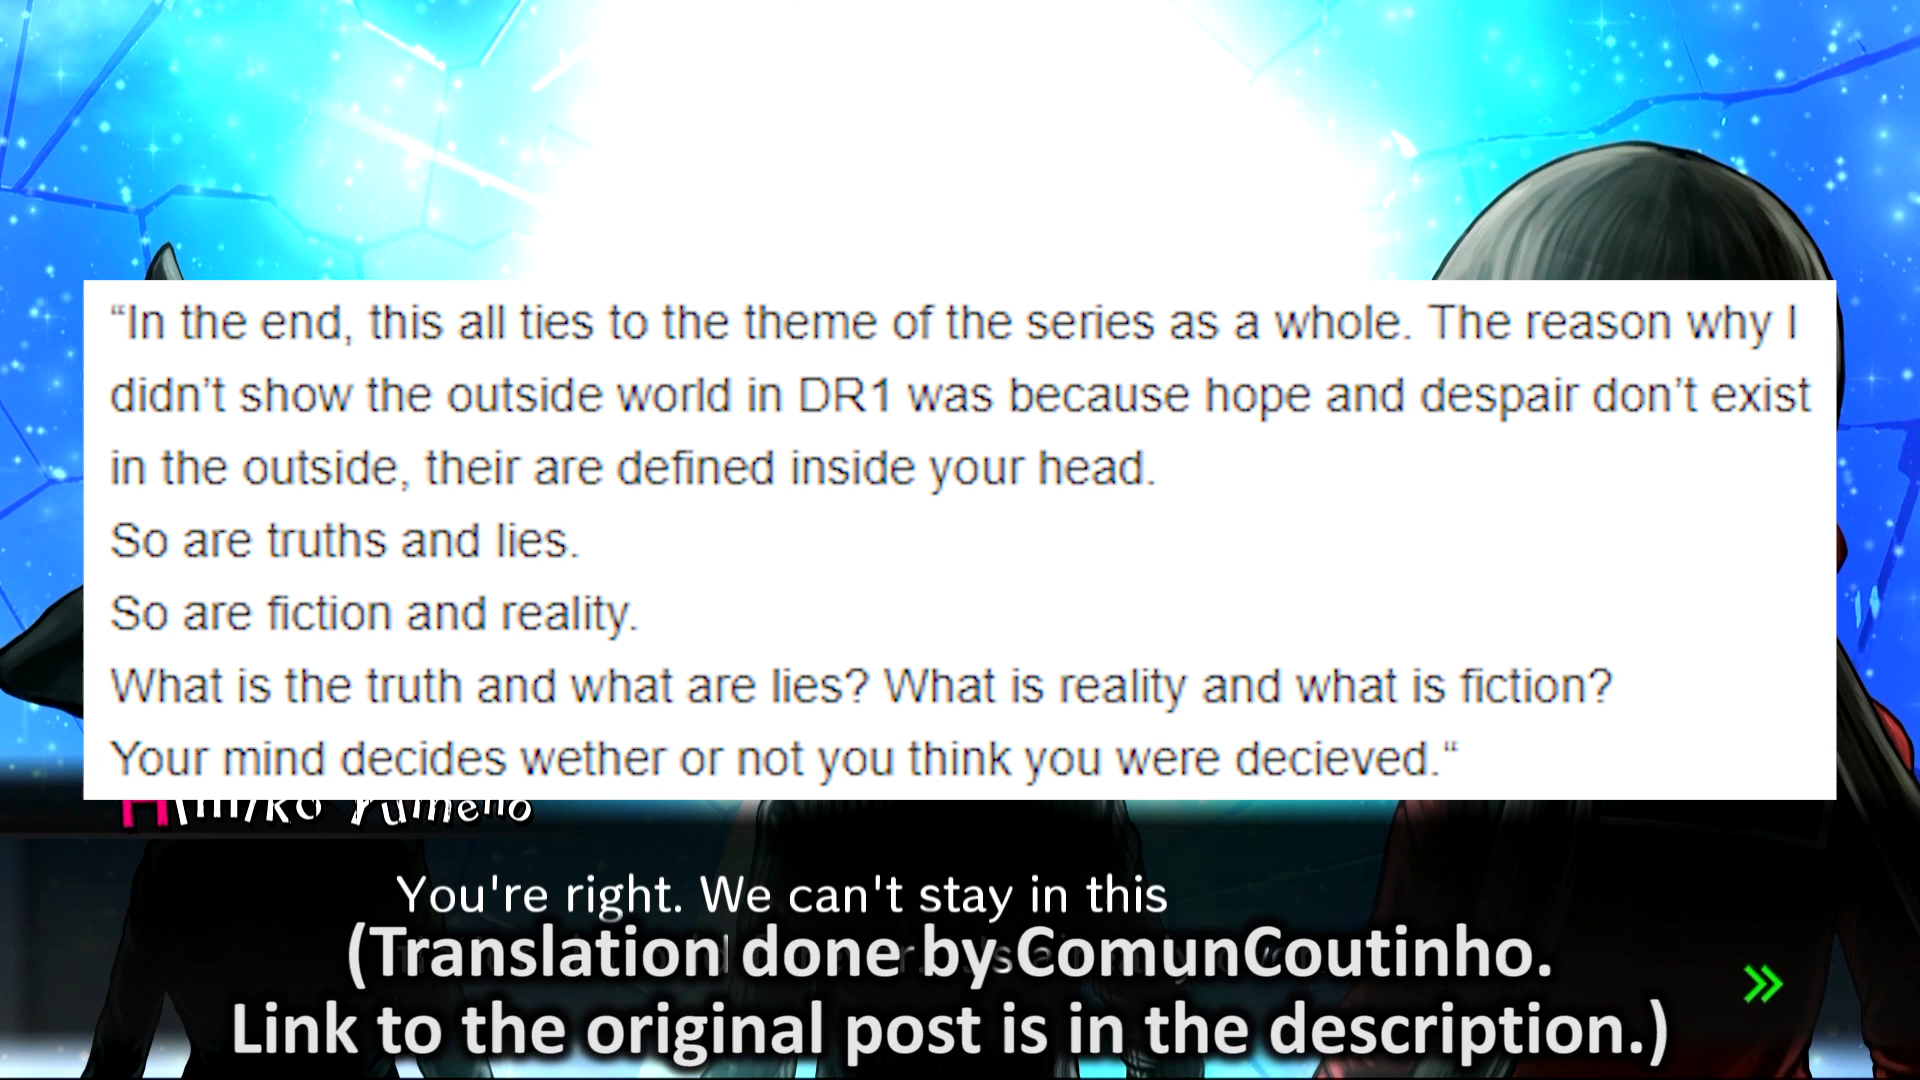 “In the end, this all ties to the theme of the series as a whole. The reason why I
didn’t show the outside world in DR1 was because hope and despair don’t exist
in the outside, their are defined inside your head.
So are truths and lies.
So are fiction and reality.
What is the truth and what are lies? What is reality and what is fiction?
Your mind decides wether or not you think you were decieved.“
Himiko Yumeno
You're right. We can't stay in this
(Translation done by ComunCoutinho.
Link to the original post is in the description.)